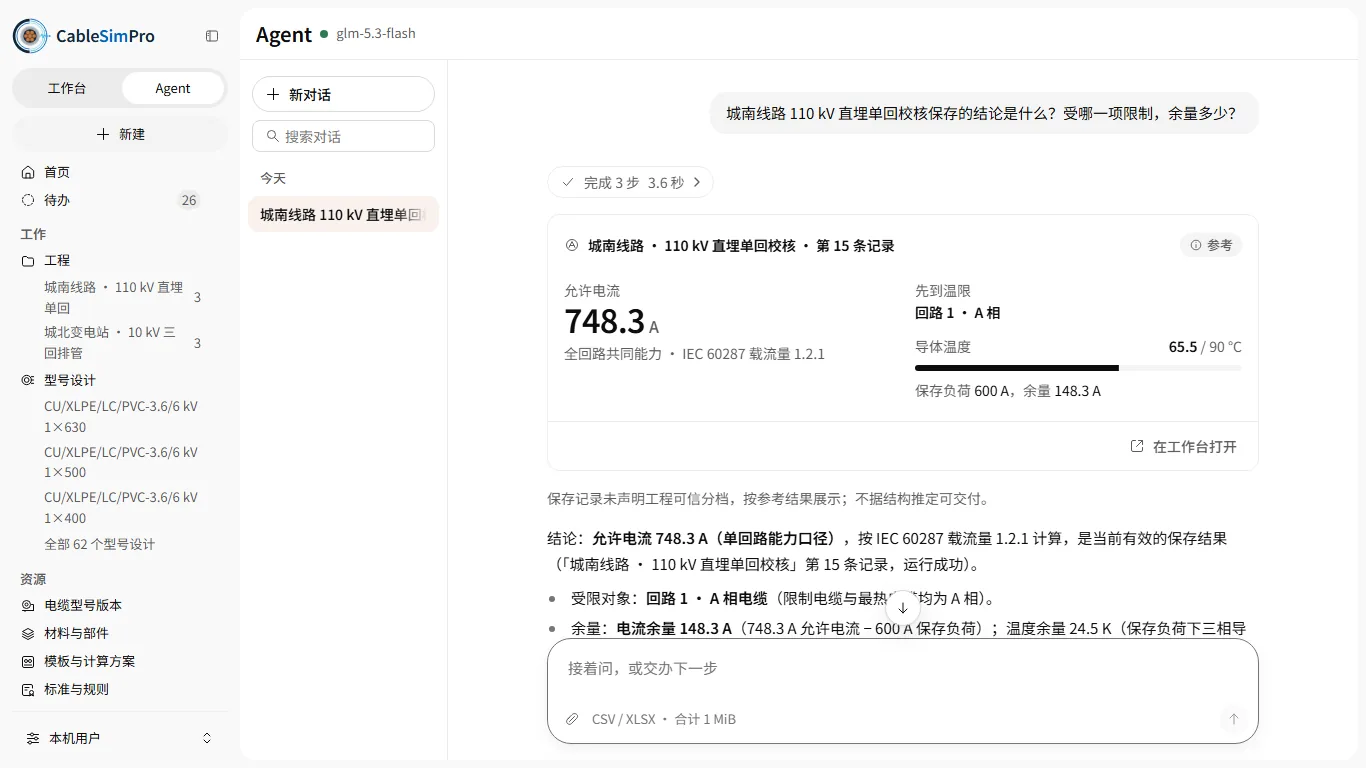 CableSimPro
工作台
Agent
新建
首页
待办
26
工作
工程
城南线路 · 110 kV 直埋
单回
3
城北变电站 · 10 kV 三
回排管
3
型号设计
CU/XLPE/LC/PVC-3.6/6 kV
1×630
CU/XLPE/LC/PVC-3.6/6 kV
1×500
CU/XLPE/LC/PVC-3.6/6 kV
1×400
全部 62 个型号设计
资源
电缆型号版本
材料与部件
模板与计算方案
标准与规则
本机用户
Agent
glm-5.3-flash
新对话
搜索对话
今天
城南线路 110 kV 直埋单回
城南线路 110 kV 直埋单回校核保存的结论是什么？受哪一项限制，余量多少？
完成 3 步 3.6 秒
城南线路 · 110 kV 直埋单回校核 · 第 15 条记录
参考
允许电流
748.3 A
全回路共同能力 · IEC 60287 载流量 1.2.1
先到温限
回路 1 · A 相
导体温度
65.5 / 90 °C
保存负荷 600 A，余量 148.3 A
在工作台打开
保存记录未声明工程可信分档，按参考结果展示；不据结构推定可交付。
结论：允许电流 748.3 A（单回路能力口径），按 IEC 60287 载流量 1.2.1 计算，是当前有效的保存结果
（「城南线路 · 110 kV 直埋单回校核」第 15 条记录，运行成功）。
受限对象：回路 1 · A 相电缆（限制电缆与最热均为 A 相）。
余量：电流余量 148.3 A（748.3 A 允许电流 − 600 A 保存负荷）；温度余量 24.5 K（保存负荷下三相导
接着问，或交办下一步
CSV / XLSX · 合计 1 MiB